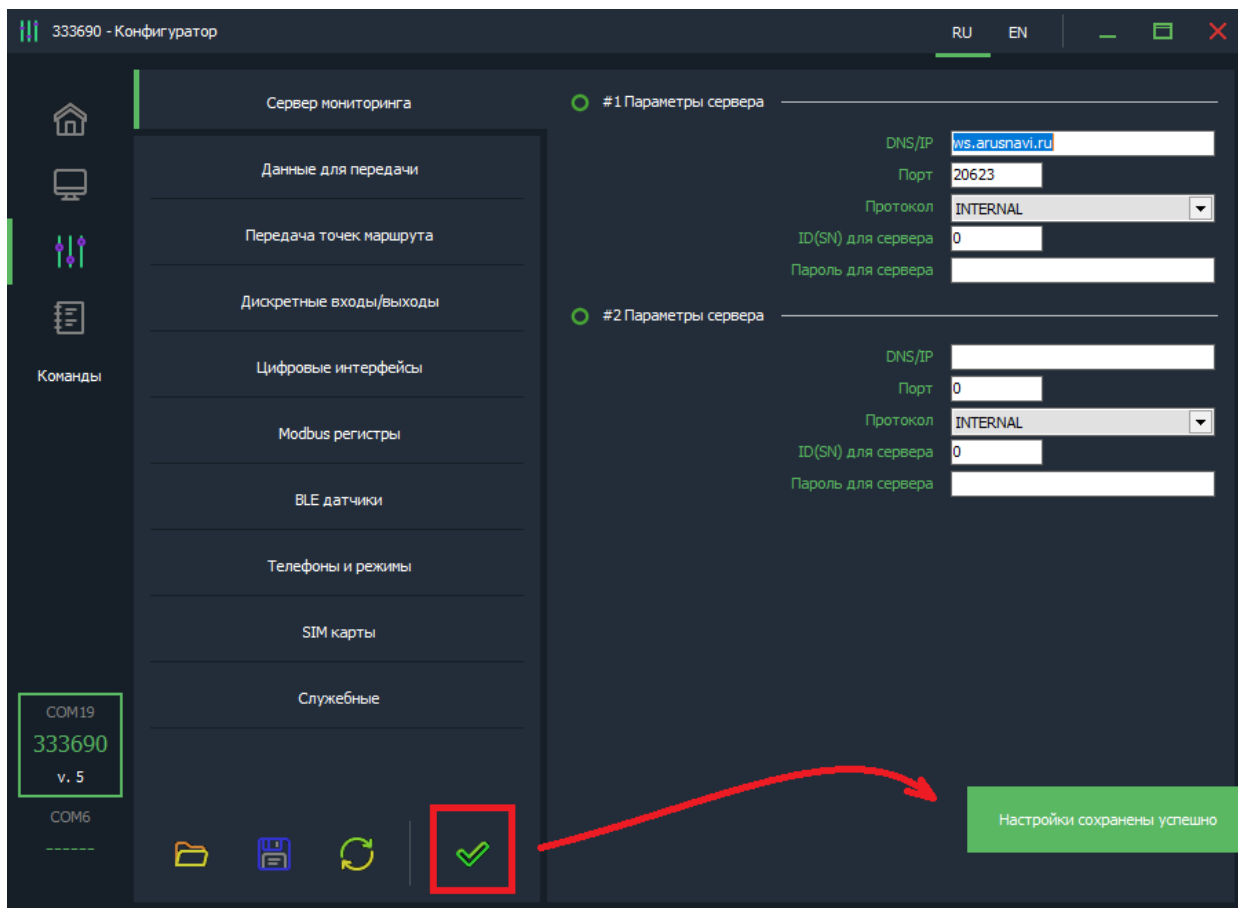 333690 - Конфигуратор
RU
EN
Команды
COM19
333690
v. 5
COM6
------
Сервер мониторинга
Данные для передачи
Передача точек маршрута
Дискретные входы/выходы
Цифровые интерфейсы
Modbus регистры
BLE датчики
Телефоны и режимы
SIM карты
Служебные
#1 Параметры сервера
DNS/IP ws.arusnavi.ru
Порт 20623
Протокол INTERNAL
ID(SN) для сервера 0
Пароль для сервера
#2 Параметры сервера
DNS/IP
Порт 0
Протокол INTERNAL
ID(SN) для сервера 0
Пароль для сервера
Настройки сохранены успешно